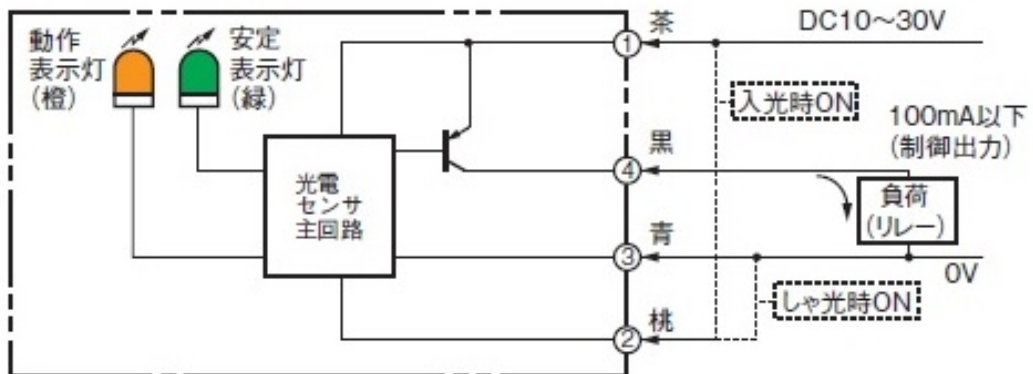 動作
表示灯
(橙)
安定
表示灯
(緑)
光電
センサ
主回路
① 茶
DC10～30V
入光時ON
100mA以下
(制御出力)
④ 黒
負荷
(リレー)
③ 青
0V
しゃ光時ON
② 桃